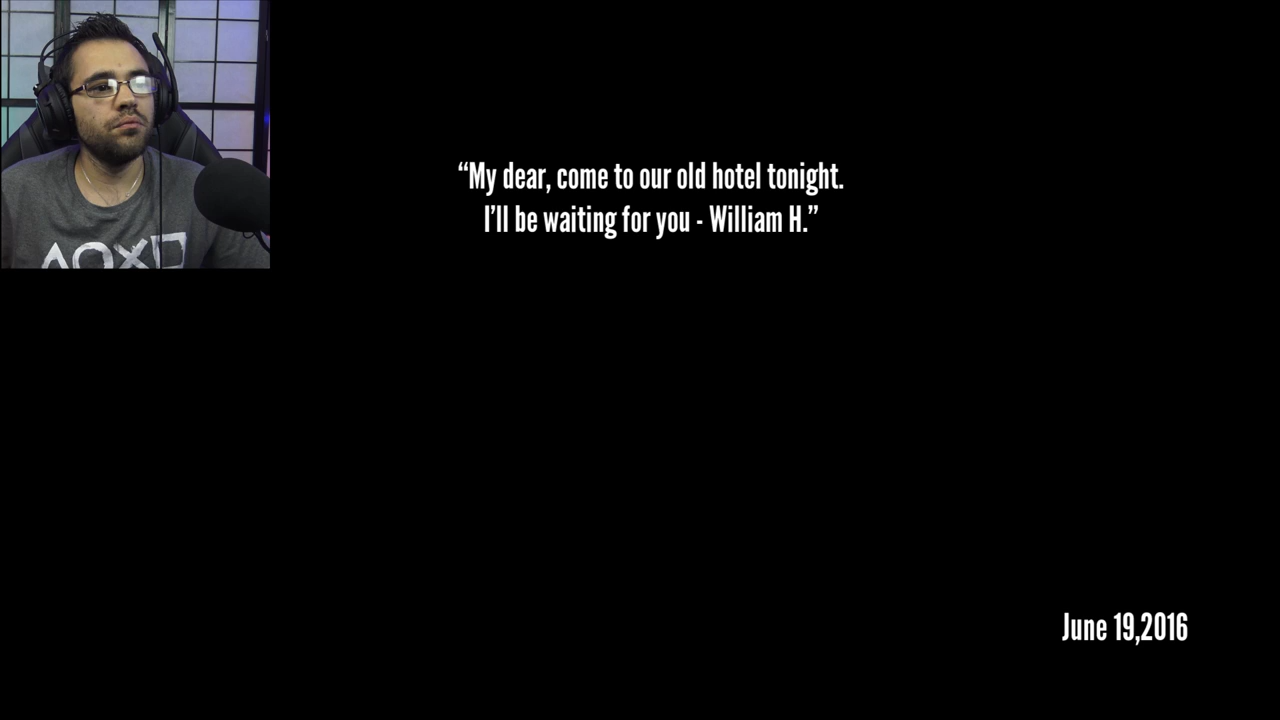 “My dear, come to our old hotel tonight.
I’ll be waiting for you - William H.”
June 19,2016